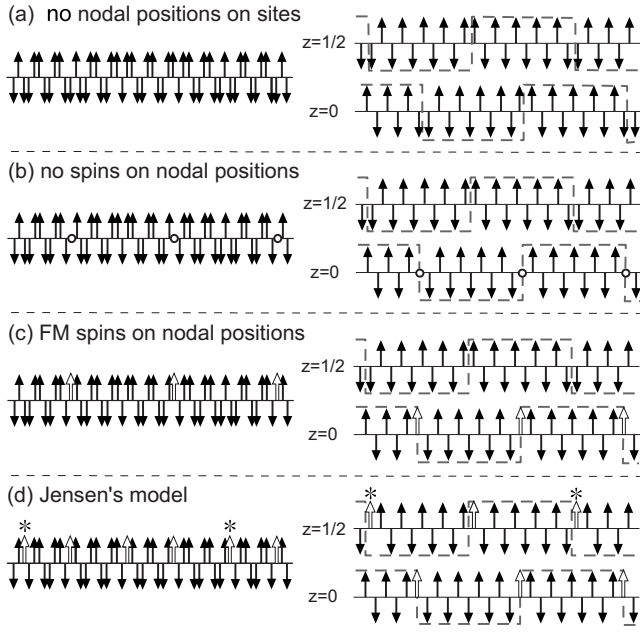 (a) no nodal positions on sites
z=1/2
z=0
(b) no spins on nodal positions
z=1/2
z=0
(c) FM spins on nodal positions
z=1/2
z=0
(d) Jensen's model
* *
* *
z=1/2
z=0